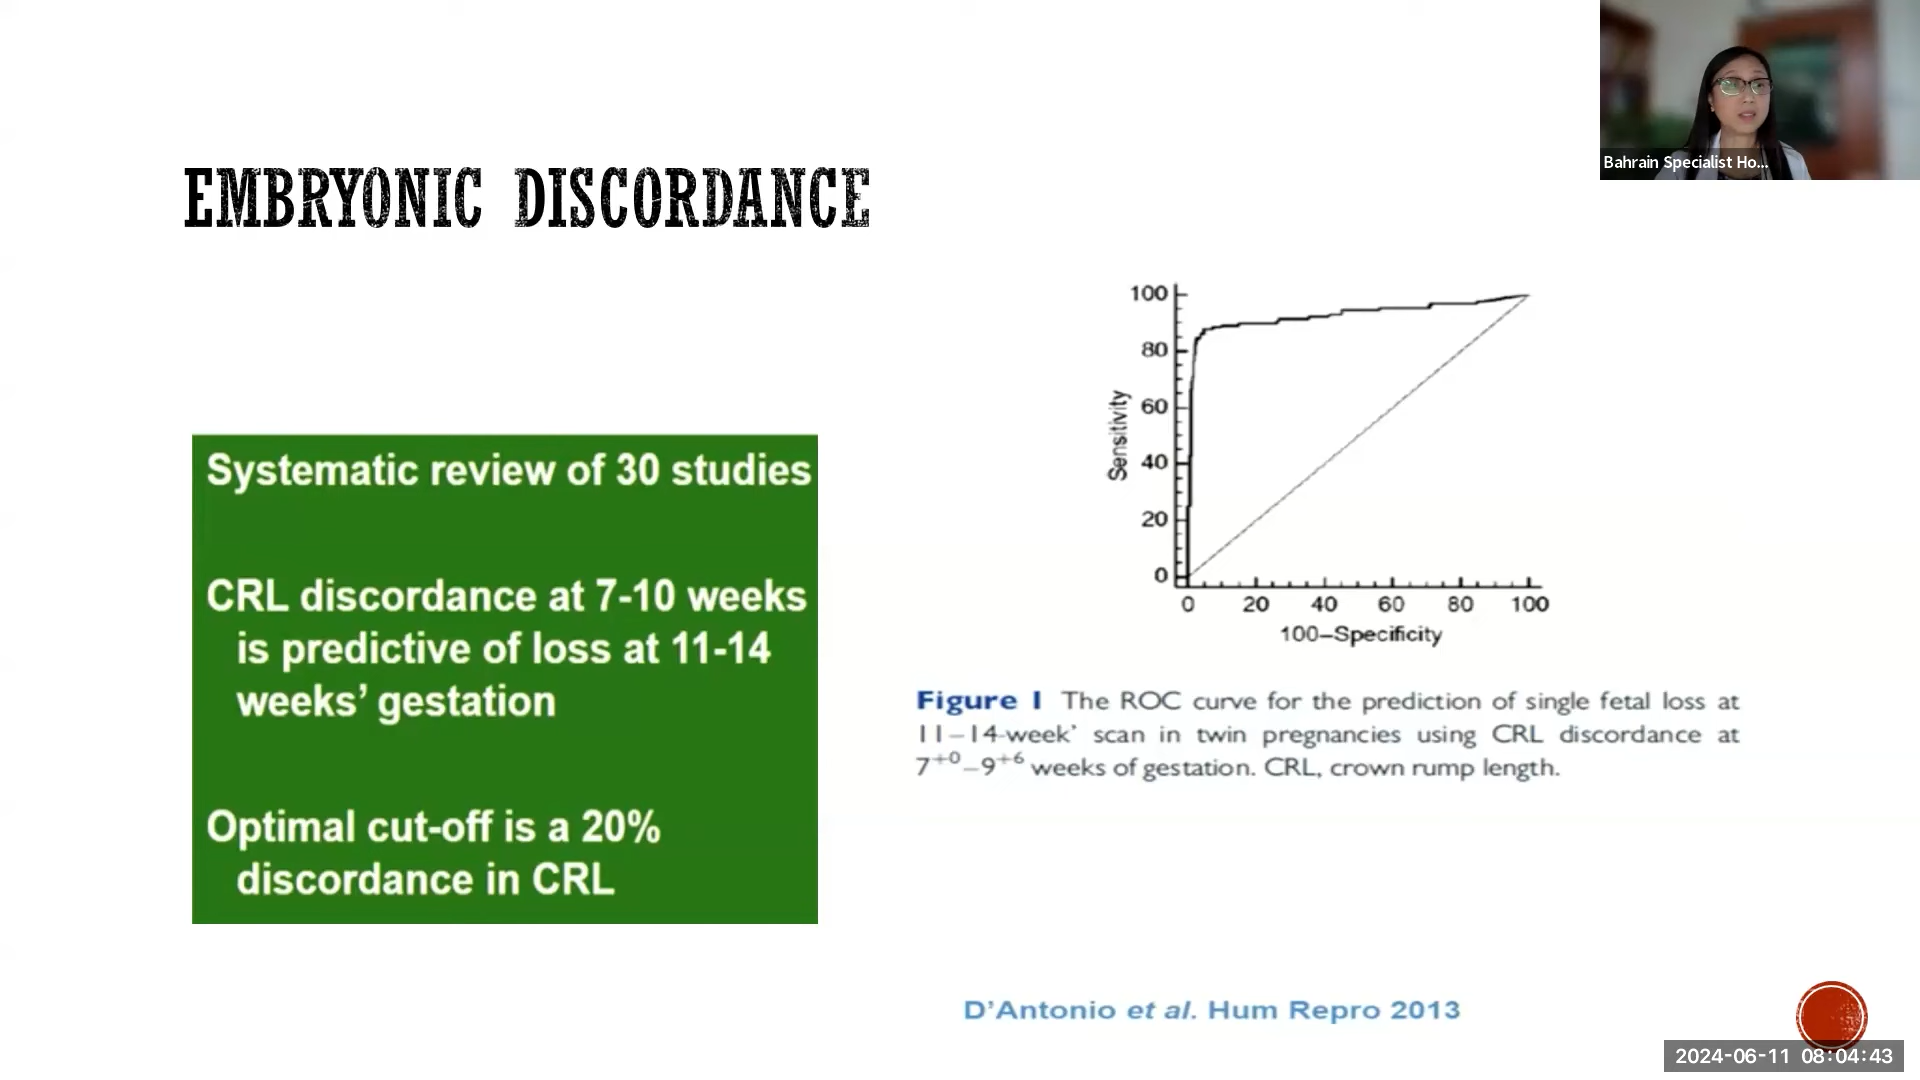 Bahrain Specialist Ho...
EMBRYONIC DISCORDANCE
Systematic review of 30 studies
CRL discordance at 7-10 weeks
is predictive of loss at 11-14
weeks’ gestation
Optimal cut-off is a 20%
discordance in CRL
100
80
60
40
20
0
Sensitivity
0 20 40 60 80 100
100–Specificity
Figure 1 The ROC curve for the prediction of single fetal loss at
11–14-week’ scan in twin pregnancies using CRL discordance at
7⁺⁰–9⁺⁶ weeks of gestation. CRL, crown rump length.
D’Antonio et al. Hum Repro 2013
2024-06-11 08:04:43